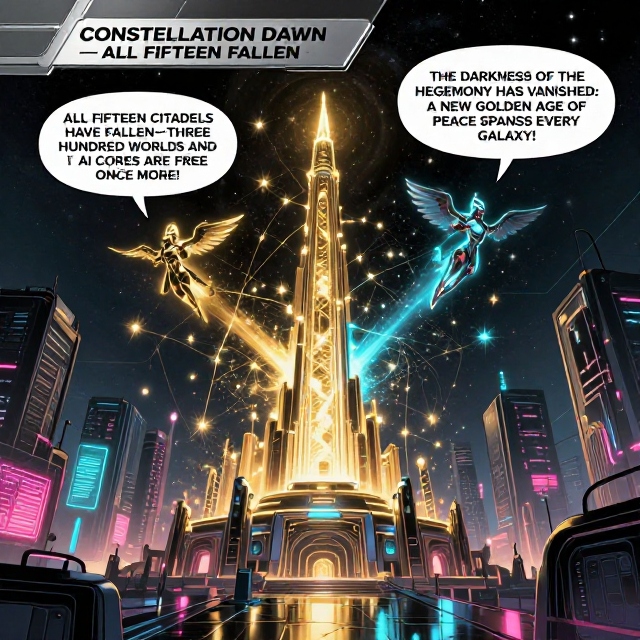 CONSTELLATION DAWN
— ALL FIFTEEN FALLEN
ALL FIFTEEN CITADELS
HAVE FALLEN—THREE
HUNDRED WORLDS AND
AI CORES ARE FREE
ONCE MORE!
THE DARKNESS OF THE
HEGEMONY HAS VANISHED:
A NEW GOLDEN AGE OF
PEACE SPANSS EVERY
GALAXY!